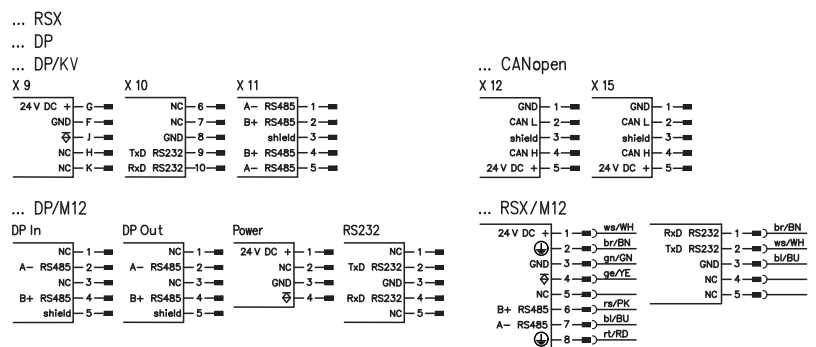 ... RSX
... DP
... DP/KV
X 9
24 V DC + G
GND F
J
NC H
NC K
X 10
NC 6
NC 7
GND 8
TxD RS232 9
RxD RS232 10
X 11
A- RS485 1
B+ RS485 2
shield 3
B+ RS485 4
A- RS485 5
... CANopen
X 12
GND 1
CAN L 2
shield 3
CAN H 4
24 V DC + 5
X 15
GND 1
CAN L 2
shield 3
CAN H 4
24 V DC + 5
... DP/M12
DP In
NC 1
A- RS485 2
NC 3
B+ RS485 4
shield 5
DP Out
NC 1
A- RS485 2
NC 3
B+ RS485 4
shield 5
Power
24 V DC + 1
NC 2
GND 3
4
RS232
NC 1
TxD RS232 2
GND 3
RxD RS232 4
NC 5
... RSX/M12
24 V DC + 1 ws/WH
2 br/BN
GND 3 gn/GN
4 ge/YE
NC 5
B+ RS485 6 rs/PK
A- RS485 7 bl/BU
8 rt/RD
RxD RS232 1 br/BN
TxD RS232 2 ws/WH
GND 3 bl/BU
NC 4
NC 5